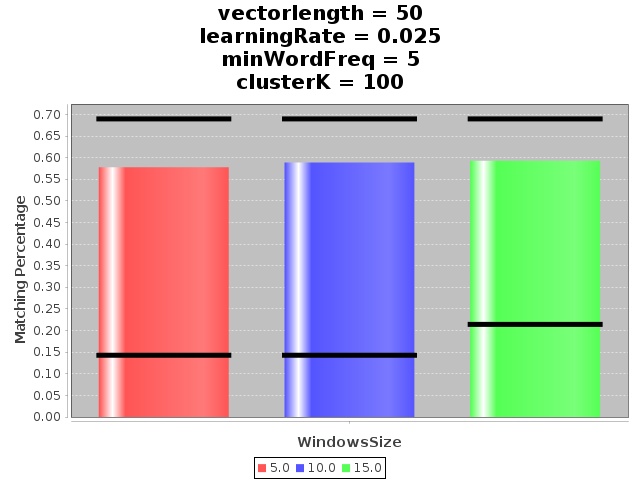 vectorlength = 50
learningRate = 0.025
minWordFreq = 5
clusterK = 100
0.70
0.65
0.60
0.55
0.50
0.45
0.40
0.35
0.30
0.25
0.20
0.15
0.10
0.05
0.00
Matching Percentage
WindowsSize
5.0 10.0 15.0